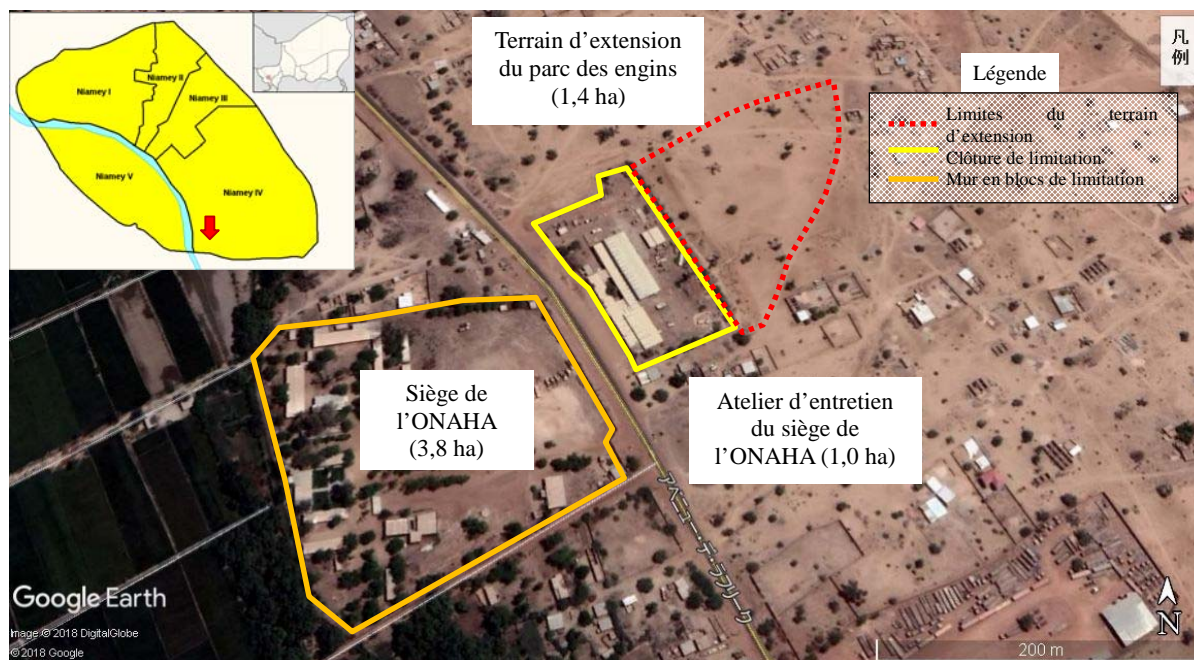 Niamey I
Niamey II
Niamey III
Niamey V
Niamey IV
Terrain d'extension
du parc des engins
(1,4 ha)
凡
例
Légende
Limites du terrain
d'extension
Clôture de limitation
Mur en blocs de limitation
Siège de
l'ONAHA
(3,8 ha)
Atelier d'entretien
du siège de
l'ONAHA (1,0 ha)
アベニュー・デ・ラフリーク
Google Earth
Image © 2018 DigitalGlobe
© 2018 Google
N
200 m